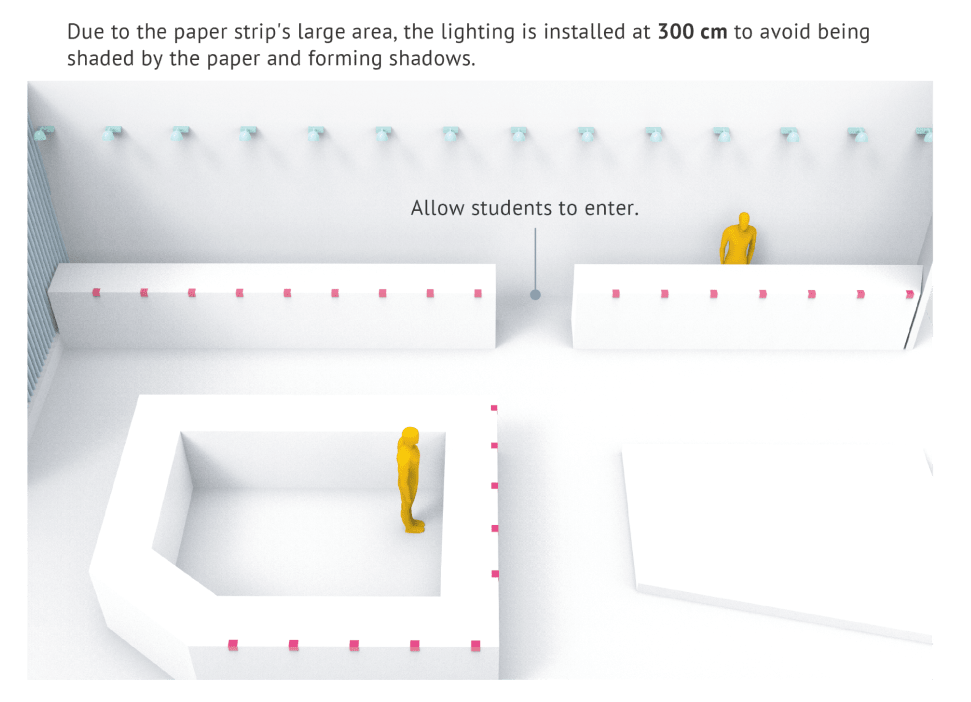 Due to the paper strip's large area, the lighting is installed at 300 cm to avoid being
shaded by the paper and forming shadows.
Allow students to enter.